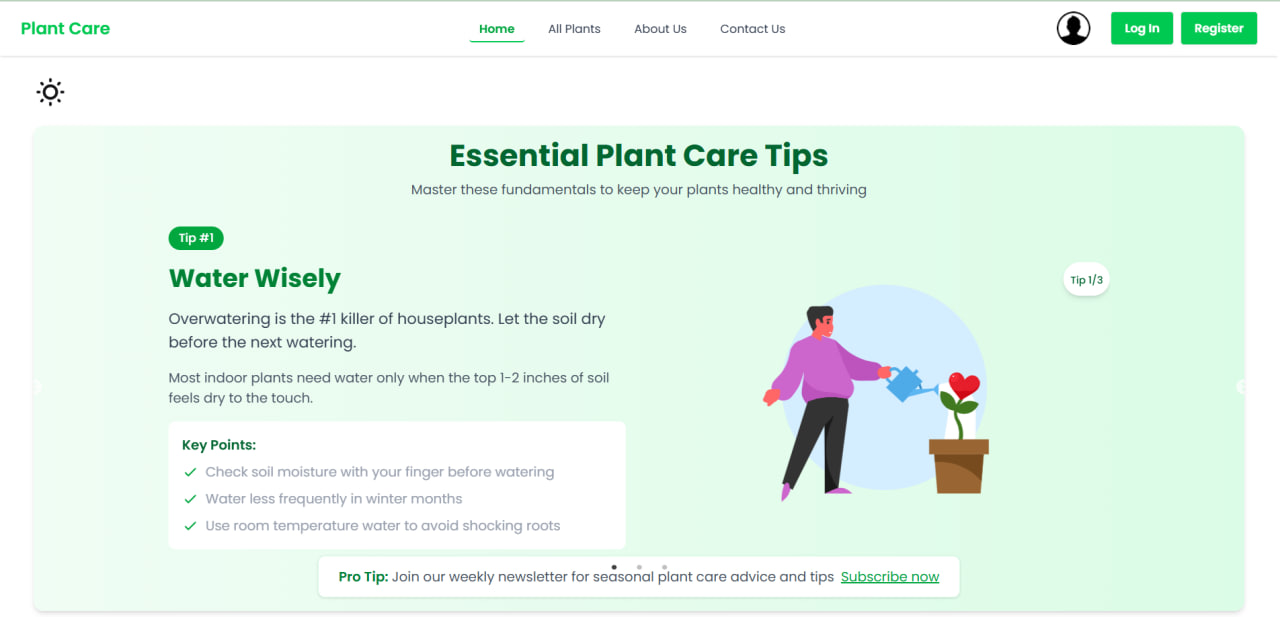 Plant Care
Home
All Plants
About Us
Contact Us
Log In
Register
Essential Plant Care Tips
Master these fundamentals to keep your plants healthy and thriving
Tip #1
Water Wisely
Overwatering is the #1 killer of houseplants. Let the soil dry
before the next watering.
Most indoor plants need water only when the top 1-2 inches of soil
feels dry to the touch.
Key Points:
Check soil moisture with your finger before watering
Water less frequently in winter months
Use room temperature water to avoid shocking roots
Tip 1/3
Pro Tip: Join our weekly newsletter for seasonal plant care advice and tips Subscribe now